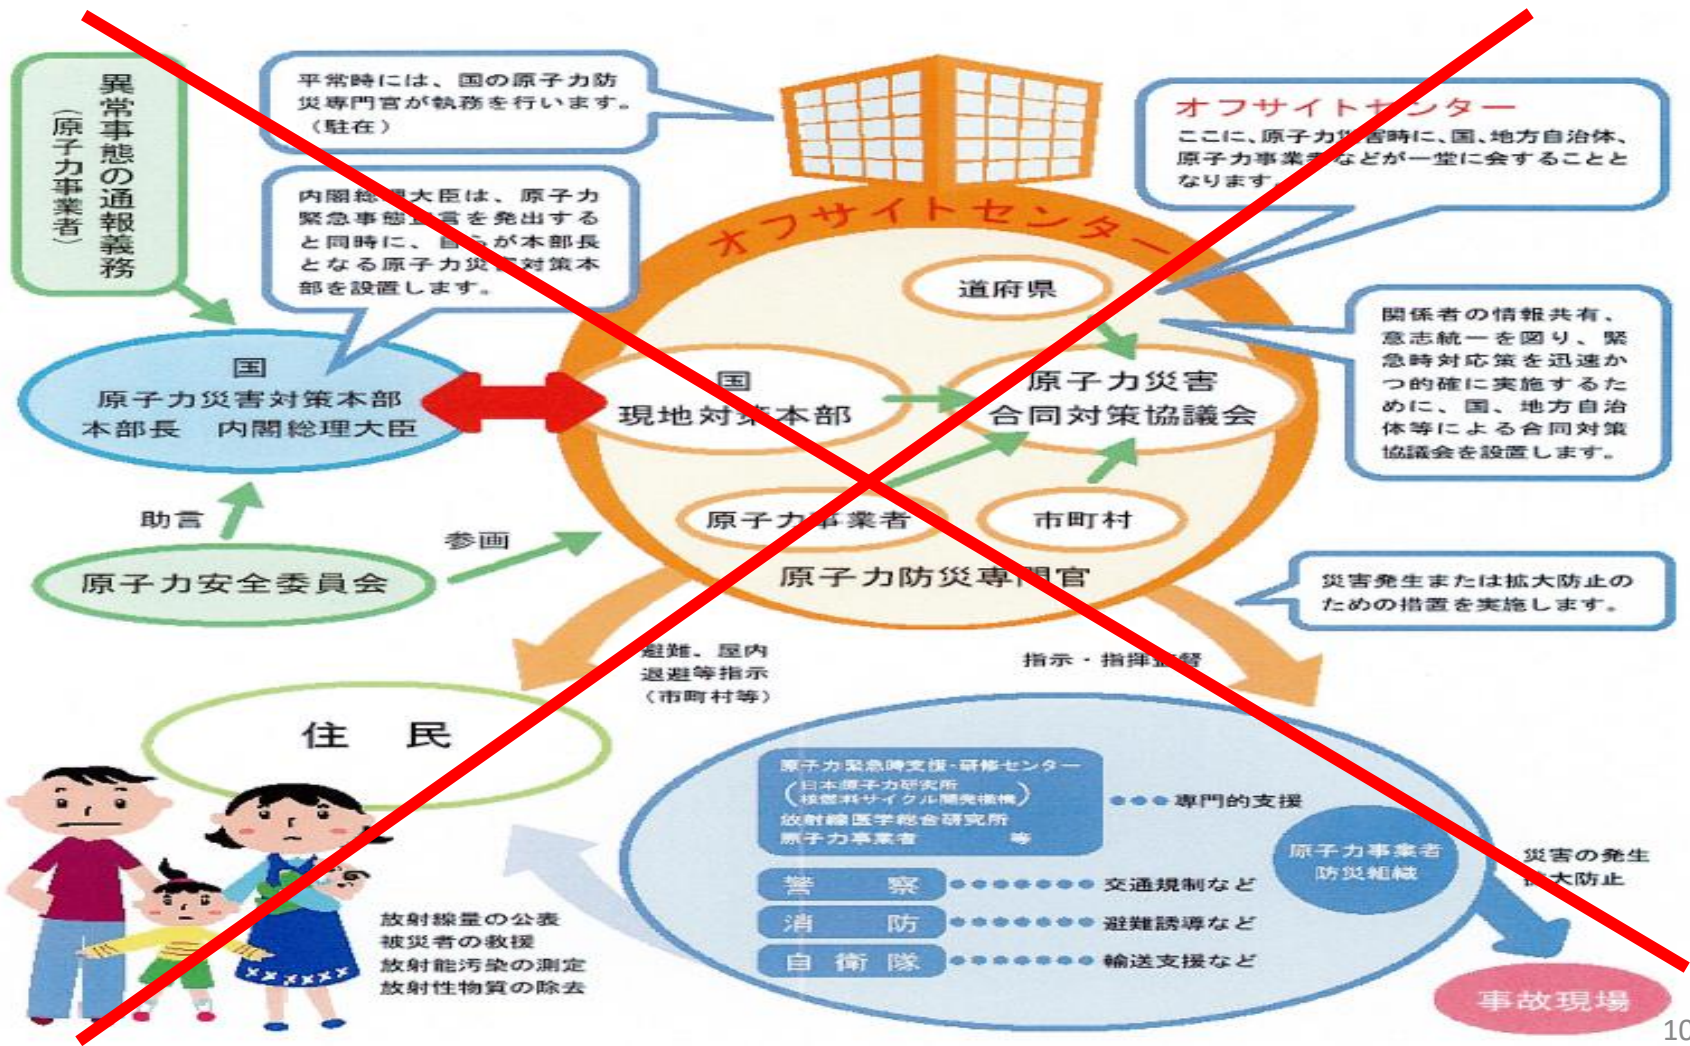 異常事態の通報義務
(原子力事業者)
平常時には、国の原子力防
災専門官が執務を行います。
(駐在)
内閣総理大臣は、原子力
緊急事態宣言を発出する
と同時に、自らが本部長
となる原子力災害対策本
部を設置します。
オフサイトセンター
ここに、原子力災害時に、国、地方自治体、
原子力事業者などが一堂に会することと
なります。
オフサイトセンター
道府県
関係者の情報共有、
意志統一を図り、緊
急時対応策を迅速か
つ的確に実施するた
めに、国、地方自治
体等による合同対策
協議会を設置します。
国
原子力災害対策本部
本部長 内閣総理大臣
国
現地対策本部
原子力災害
合同対策協議会
原子力事業者
市町村
原子力防災専門官
助言
参画
原子力安全委員会
災害発生または拡大防止の
ための措置を実施します。
避難、屋内
退避等指示
(市町村等)
指示・指揮監督
住 民
原子力緊急時支援・研修センター
(日本原子力研究所
核燃料サイクル開発機構)
放射線医学総合研究所
原子力事業者 等
専門的支援
原子力事業者
防災組織
警 察
交通規制など
消 防
避難誘導など
自 衛 隊
輸送支援など
災害の発生
拡大防止
放射線量の公表
被災者の救援
放射能汚染の測定
放射性物質の除去
事故現場
10